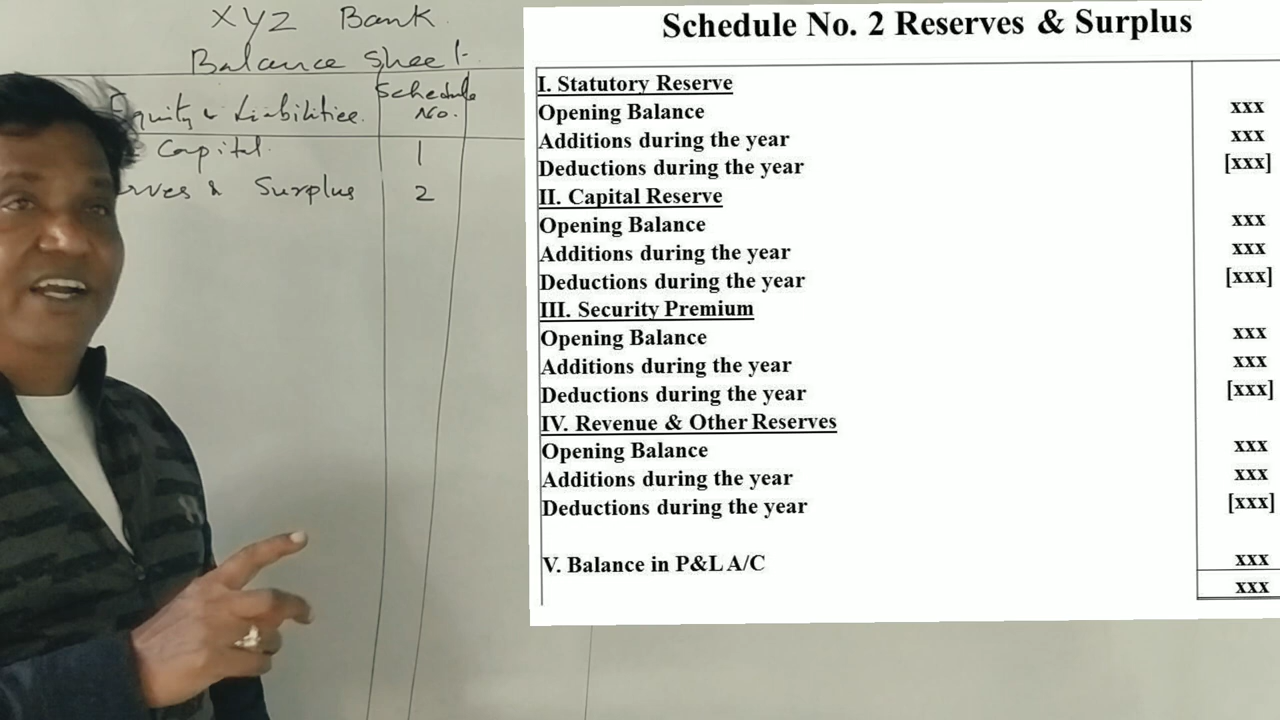 XYZ Bank
Balance Sheet
Equity & Liabilities
Schedule No.
Capital 1
& Surplus 2
Schedule No. 2 Reserves & Surplus
I. Statutory Reserve
Opening Balance xxx
Additions during the year xxx
Deductions during the year [xxx]
II. Capital Reserve
Opening Balance xxx
Additions during the year xxx
Deductions during the year [xxx]
III. Security Premium
Opening Balance xxx
Additions during the year xxx
Deductions during the year [xxx]
IV. Revenue & Other Reserves
Opening Balance xxx
Additions during the year xxx
Deductions during the year [xxx]
V. Balance in P&L A/C xxx
xxx